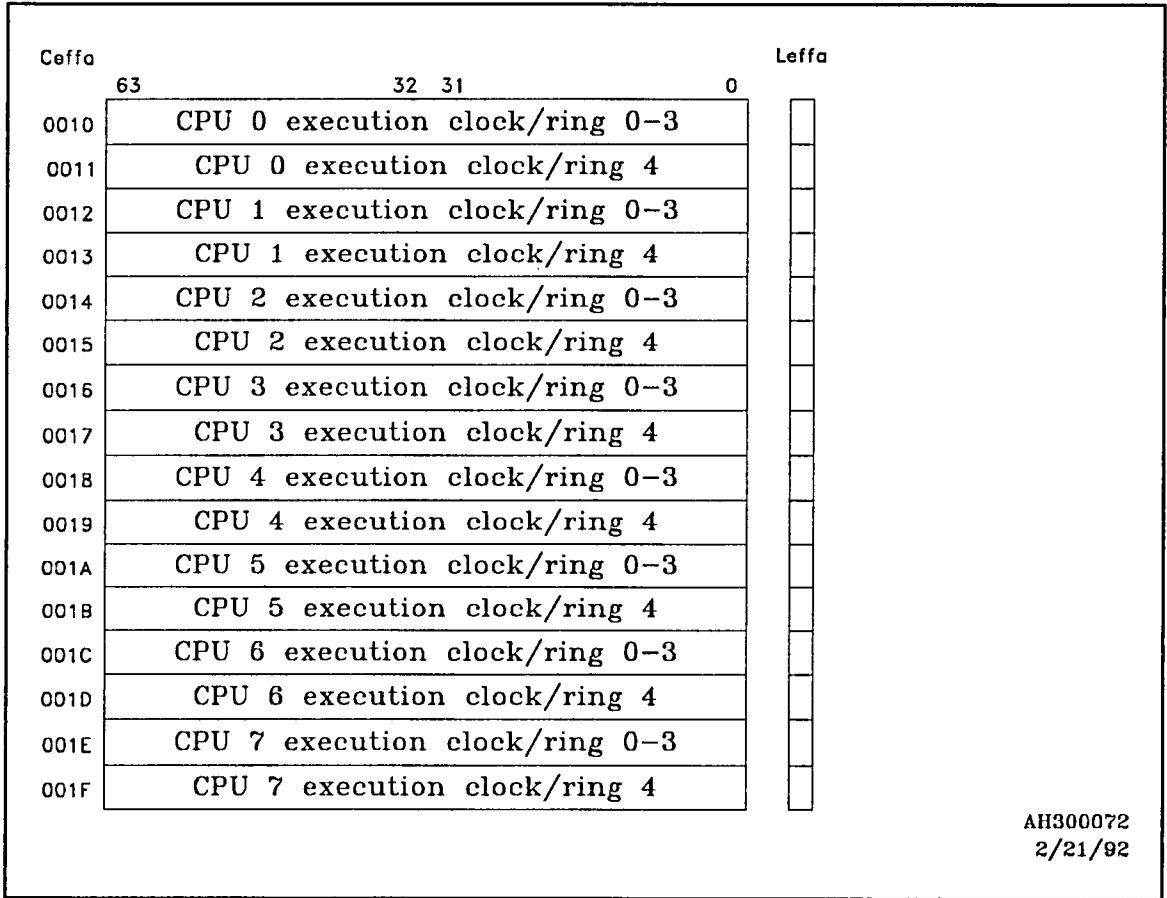 Ceffa Leffa
63 32 31 0
0010 CPU 0 execution clock/ring 0-3
0011 CPU 0 execution clock/ring 4
0012 CPU 1 execution clock/ring 0-3
0013 CPU 1 execution clock/ring 4
0014 CPU 2 execution clock/ring 0-3
0015 CPU 2 execution clock/ring 4
0016 CPU 3 execution clock/ring 0-3
0017 CPU 3 execution clock/ring 4
0018 CPU 4 execution clock/ring 0-3
0019 CPU 4 execution clock/ring 4
001A CPU 5 execution clock/ring 0-3
001B CPU 5 execution clock/ring 4
001C CPU 6 execution clock/ring 0-3
001D CPU 6 execution clock/ring 4
001E CPU 7 execution clock/ring 0-3
001F CPU 7 execution clock/ring 4
AH300072
2/21/92